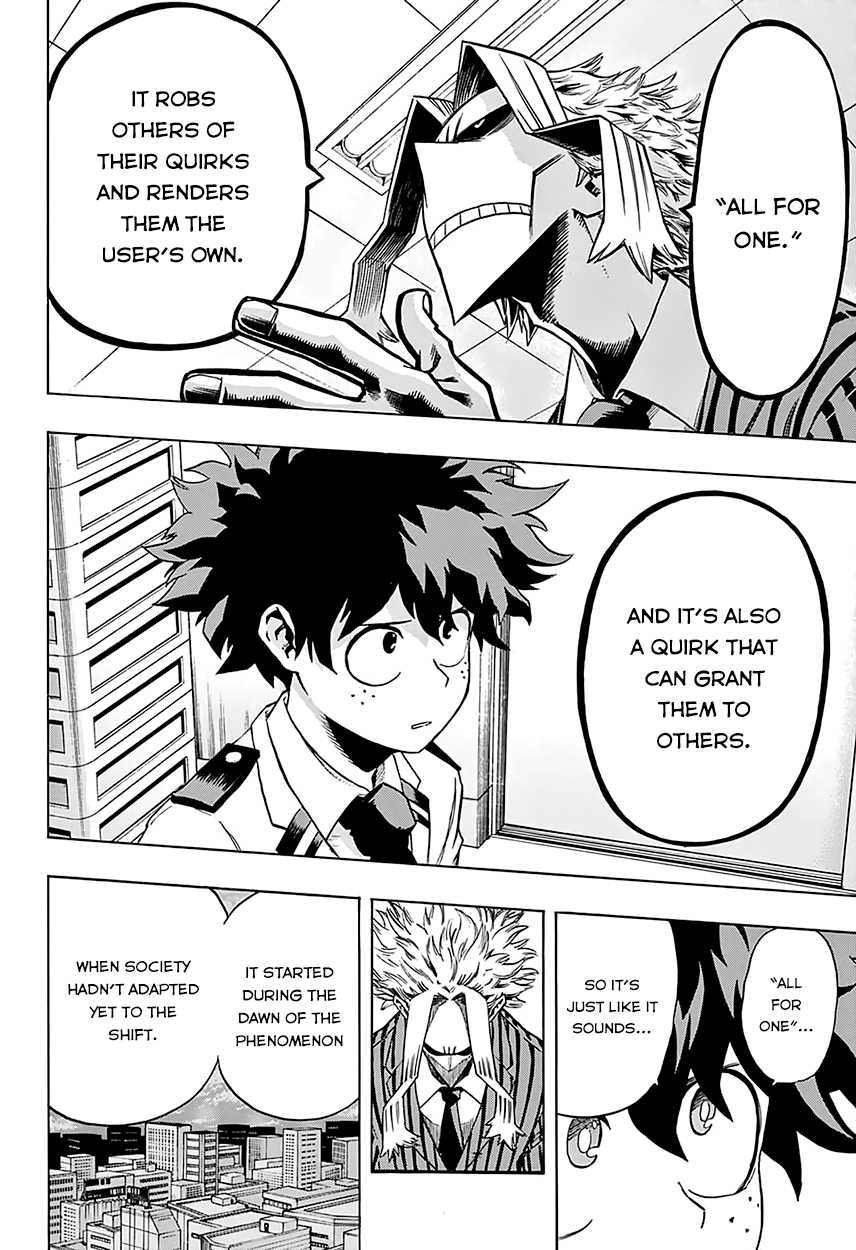 "ALL FOR
ONE."
IT ROBS
OTHERS OF
THEIR QUIRKS
AND RENDERS
THEM THE
USER'S OWN.
AND IT'S ALSO
A QUIRK THAT
CAN GRANT
THEM TO
OTHERS.
"ALL
FOR
ONE"...
SO IT'S
JUST LIKE IT
SOUNDS...
IT STARTED
DURING THE
DAWN OF THE
PHENOMENON
WHEN SOCIETY
HADN'T ADAPTED
YET TO THE
SHIFT.